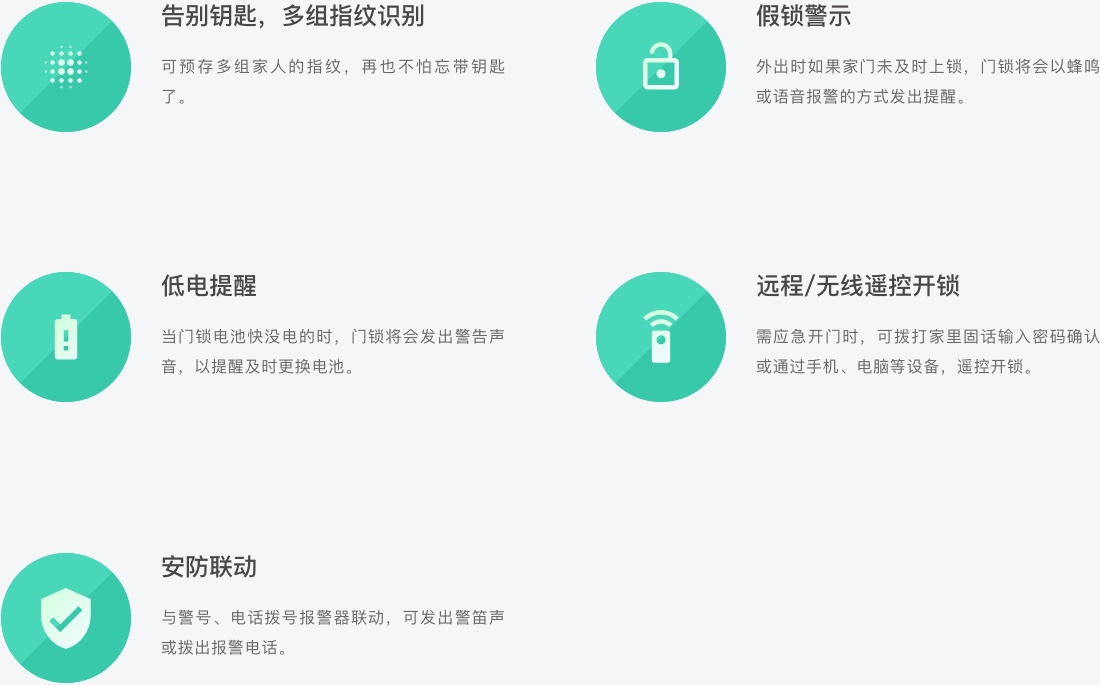 告别钥匙，多组指纹识别
可预存多组家人的指纹，再也不怕忘带钥匙
了。
假锁警示
外出时如果家门未及时上锁，门锁将会以蜂鸣
或语音报警的方式发出提醒。
低电提醒
当门锁电池快没电的时，门锁将会发出警告声
音，以提醒及时更换电池。
远程/无线遥控开锁
需应急开门时，可拨打家里固话输入密码确认
或通过手机、电脑等设备，遥控开锁。
安防联动
与警号、电话拨号报警器联动，可发出警笛声
或拨出报警电话。